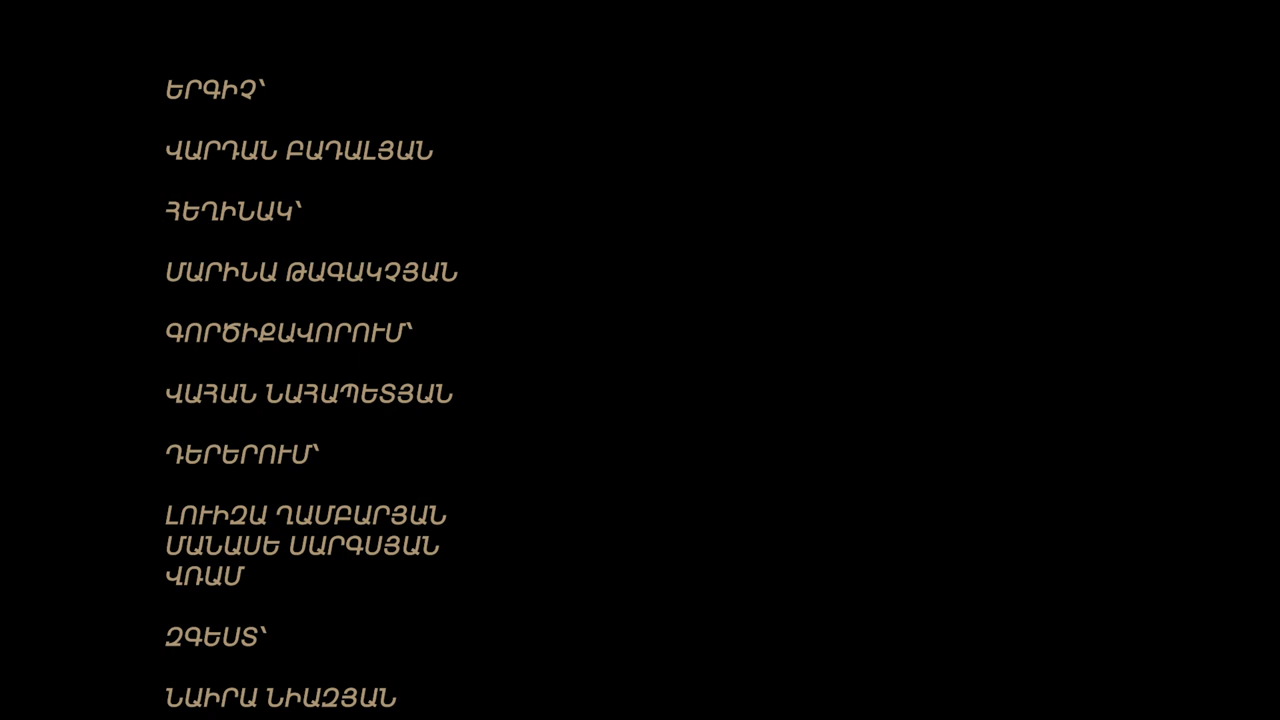 ԵՐԳԻՉ՝
ՎԱՐԴԱՆ ԲԱԴԱԼՅԱՆ
ՀԵՂԻՆԱԿ՝
ՄԱՐԻՆԱ ԹԱԳԱԿՉՅԱՆ
ԳՈՐԾԻՔԱՎՈՐՈՒՄ՝
ՎԱՀԱՆ ՆԱՀԱՊԵՏՅԱՆ
ԴԵՐԵՐՈՒՄ՝
ԼՈՒԻԶԱ ՂԱՄԲԱՐՅԱՆ
ՄԱՆԱՍԵ ՍԱՐԳՍՅԱՆ
ՎՌԱՄ
ԶԳԵՍՏ՝
ՆԱԻՐԱ ՆԻԱԶՅԱՆ